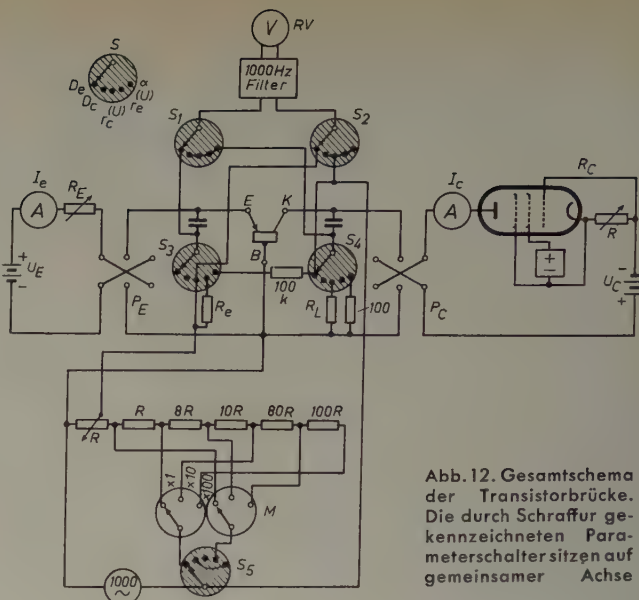 V RV
1000Hz
Filter
S
De
Dc
rc
(U)
re
(U)
α
S1
S2
Ie
A
RE
+
UE
-
PE
E
K
B
S3
S4
100
k
Re
RL
100
PC
Ic
A
RC
R
+
-
-
UC
+
R
R
8R
10R
80R
100R
x1
x10
x100
M
S5
1000
~
Abb. 12. Gesamtschema
der Transistorbrücke.
Die durch Schraffur ge-
kennzeichneten Para-
meterschalter sitzen auf
gemeinsamer Achse